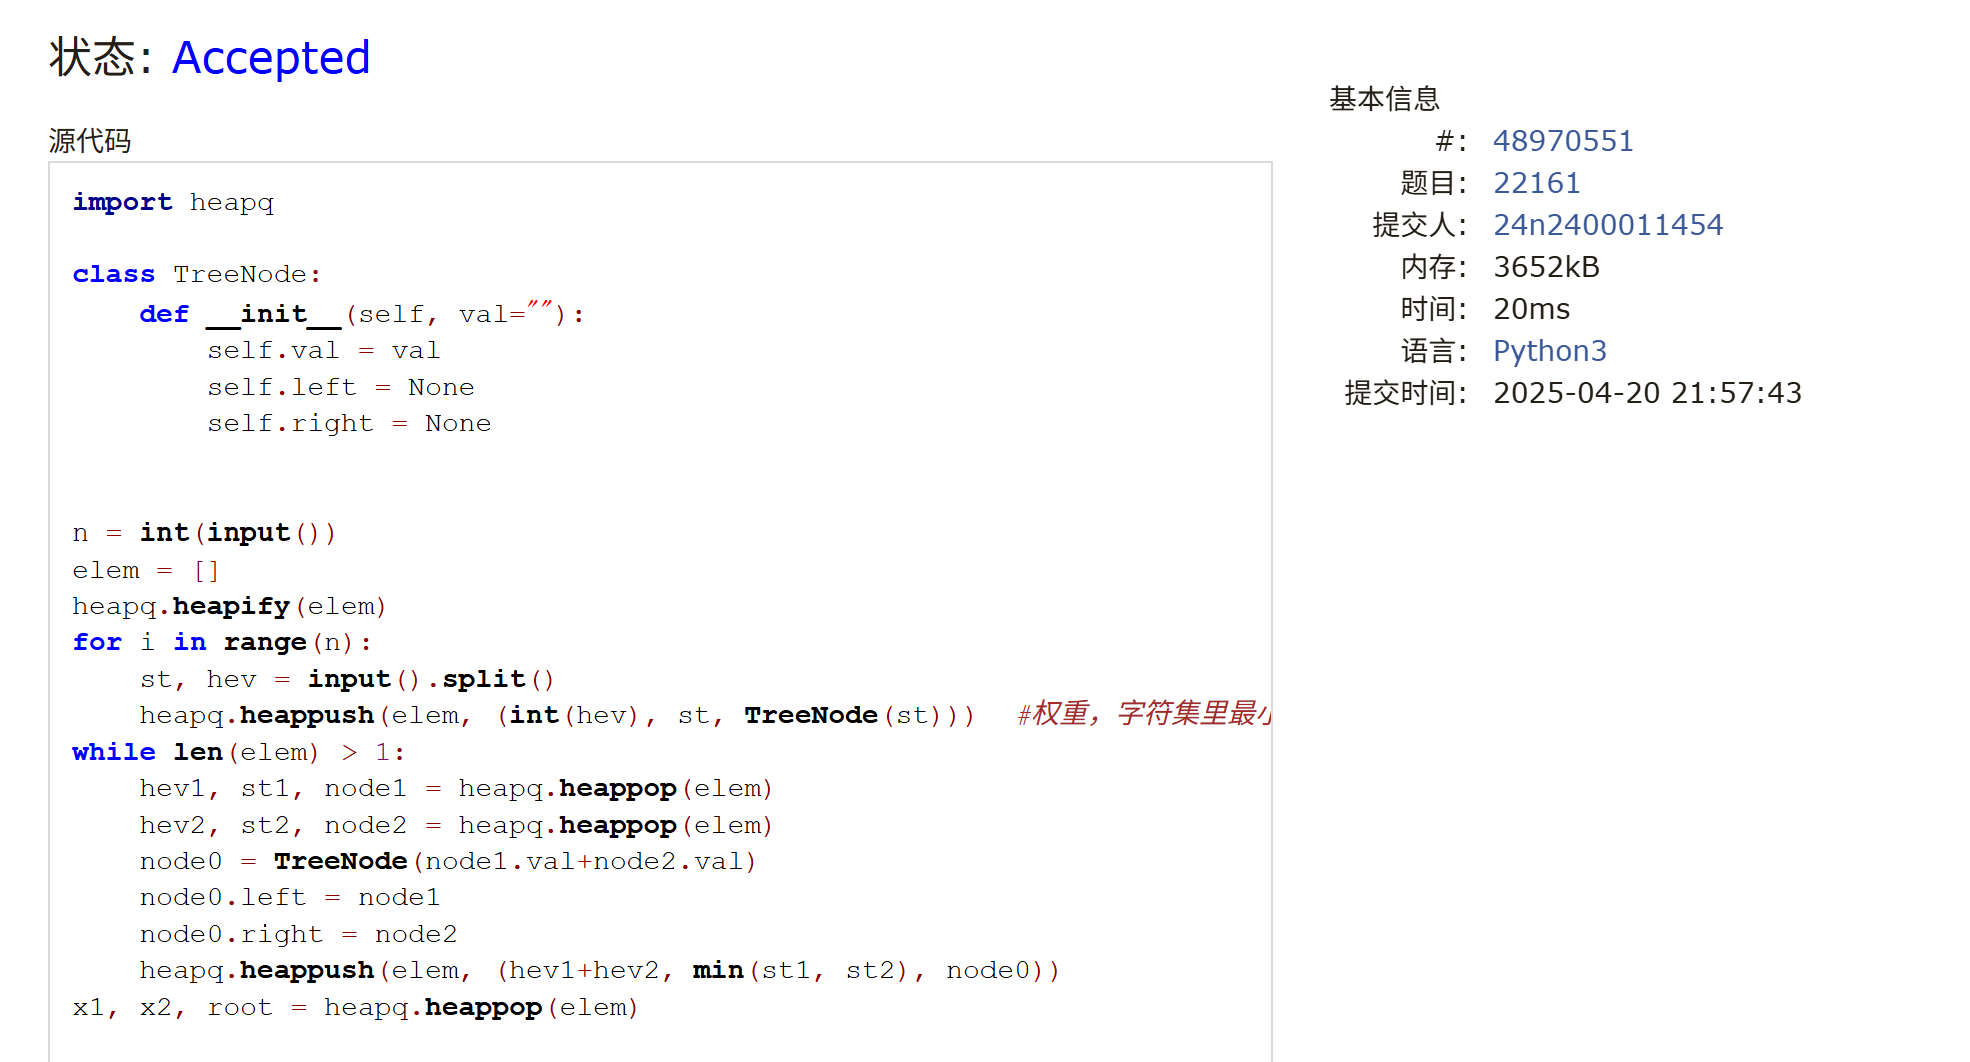 状态: Accepted
源代码
import heapq
class TreeNode:
    def __init__(self, val=""):
        self.val = val
        self.left = None
        self.right = None
n = int(input())
elem = []
heapq.heapify(elem)
for i in range(n):
    st, hev = input().split()
    heapq.heappush(elem, (int(hev), st, TreeNode(st)))  #权重，字符集里最小
while len(elem) > 1:
    hev1, st1, node1 = heapq.heappop(elem)
    hev2, st2, node2 = heapq.heappop(elem)
    node0 = TreeNode(node1.val+node2.val)
    node0.left = node1
    node0.right = node2
    heapq.heappush(elem, (hev1+hev2, min(st1, st2), node0))
x1, x2, root = heapq.heappop(elem)
基本信息
#: 48970551
题目: 22161
提交人: 24n2400011454
内存: 3652kB
时间: 20ms
语言: Python3
提交时间: 2025-04-20 21:57:43